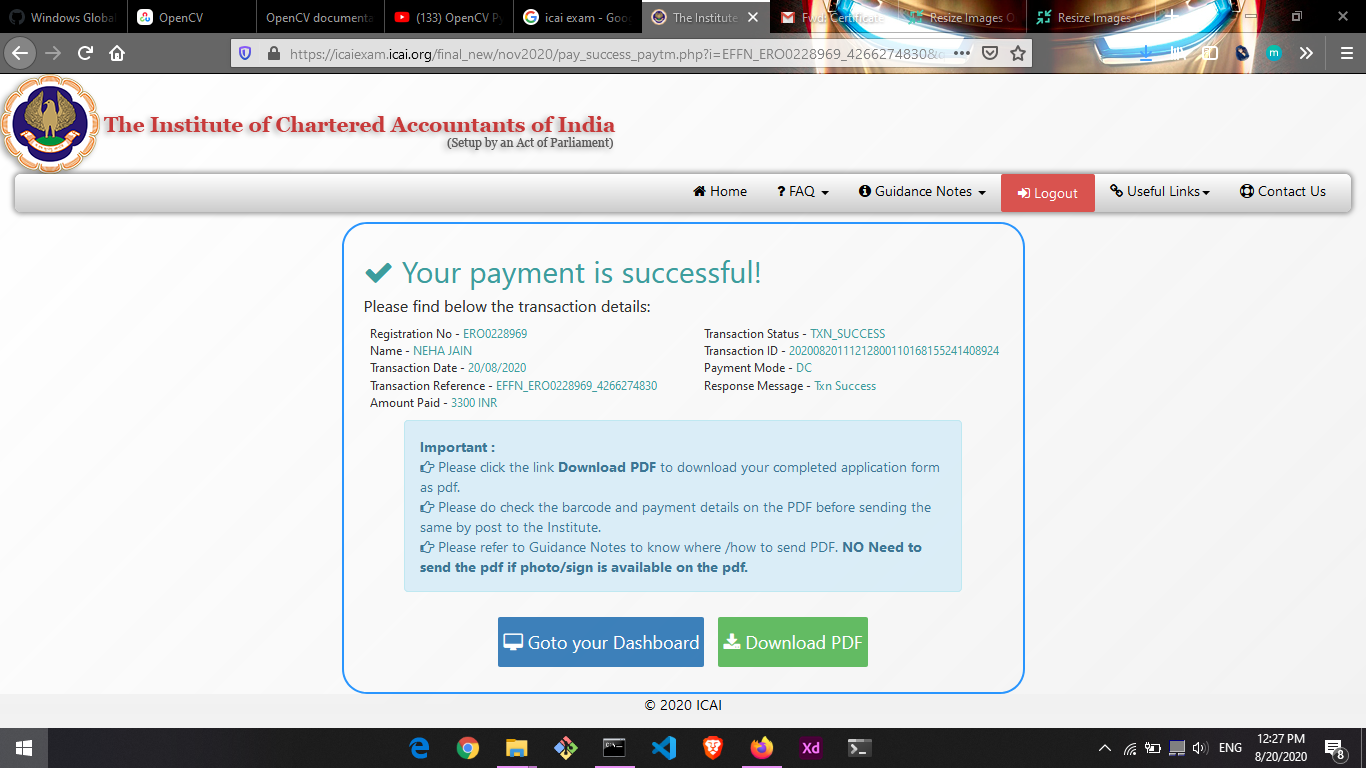 Windows Global
OpenCV
OpenCV documenta
(133) OpenCV Py
icai exam - Goo
The Institute
Fwd: Certificate
Resize Images O
Resize Images O
https://icaiexam.icai.org/final_new/nov2020/pay_success_paytm.php?i=EFFN_ERO0228969_4266274830&
The Institute of Chartered Accountants of India
(Setup by an Act of Parliament)
Home
? FAQ
Guidance Notes
Logout
Useful Links
Contact Us
Your payment is successful!
Please find below the transaction details:
Registration No - ERO0228969
Name - NEHA JAIN
Transaction Date - 20/08/2020
Transaction Reference - EFFN_ERO0228969_4266274830
Amount Paid - 3300 INR
Transaction Status - TXN_SUCCESS
Transaction ID - 20200820111212800110168155241408924
Payment Mode - DC
Response Message - Txn Success
Important :
Please click the link Download PDF to download your completed application form
as pdf.
Please do check the barcode and payment details on the PDF before sending the
same by post to the Institute.
Please refer to Guidance Notes to know where /how to send PDF. NO Need to
send the pdf if photo/sign is available on the pdf.
Goto your Dashboard
Download PDF
© 2020 ICAI
Xd
ENG
12:27 PM
8/20/2020
8